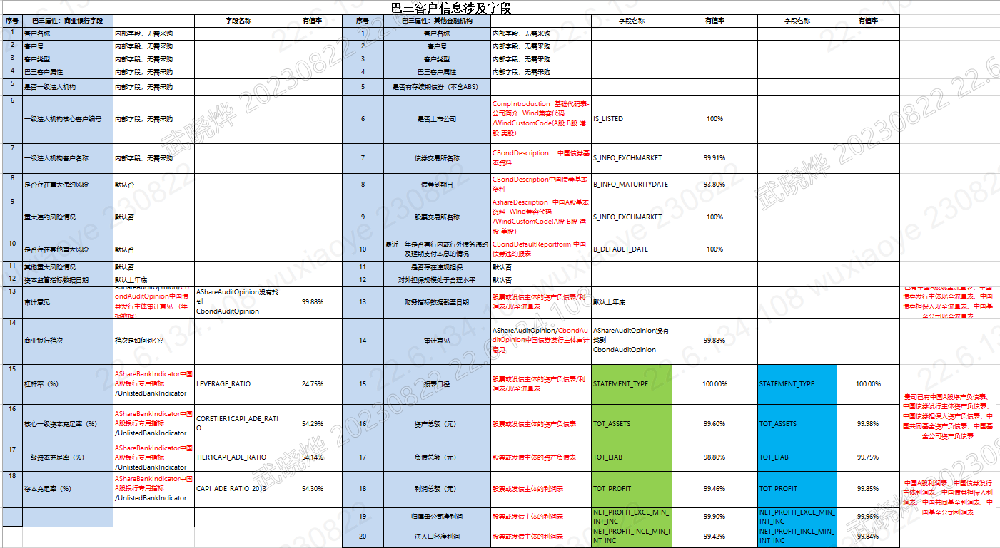 巴三客户信息涉及字段
序号 巴三属性：商业银行字段 字段名称 有值率 序号 巴三属性：其他金融机构 字段名称 有值率 字段名称 有值率
1 客户名称 内部字段，无需采购 1 客户名称 内部字段，无需采购
2 客户号 内部字段，无需采购 2 客户号 内部字段，无需采购
3 客户类型 内部字段，无需采购 3 客户类型 内部字段，无需采购
4 巴三客户属性 内部字段，无需采购 4 巴三客户属性 内部字段，无需采购
5 是否一级法人机构 内部字段，无需采购 5 是否有存续期债券（不含ABS）
6 一级法人机构核心客户编号 内部字段，无需采购 6 是否上市公司
CompIntroduction 基础代码表-
公司简介 Wind兼容代码
/WindCustomCode(A股 B股 港
股 美股)
IS_LISTED 100%
7 一级法人机构客户名称 内部字段，无需采购 7 债券交易所名称
CBondDescription 中国债券基
本资料
S_INFO_EXCHMARKET 99.91%
8 是否存在重大违约风险 默认否 8 债券到期日
CBondDescription中国债券基本
资料
B_INFO_MATURITYDATE 93.80%
9 重大违约风险情况 默认否 9 股票交易所名称
AshareDescription 中国A股基本
资料 Wind兼容代码
/WindCustomCode(A股 B股 港
股 美股)
S_INFO_EXCHMARKET 100%
10 是否存在其他重大风险 默认否 10
最近三年是否有行内或行外债务违约
及延期支付本息的情况
CBondDefaultReportform 中国
债券违约报表
B_DEFAULT_DATE 100%
11 其他重大风险情况 默认否 11 是否存在违规担保 默认否
12 资本监管指标数据日期 默认上年底 12 对外担保规模处于合理水平 默认否
13 审计意见
AShareAuditOpinion/CB
ondAuditOpinion中国债
券发行主体审计意见 （年
报数据）
AShareAuditOpinion没有找
到
CbondAuditOpinion
99.88% 13 财务指标数据截至日期
股票或发债主体的资产负债表/利
润表/现金流量表
默认上年底
已有中国A股现金流量表、中国
债券发行主体现金流量表、中国
债券担保人现金流量表、中国基
金公司现金流量表
14 商业银行档次 档次是如何划分？ 14 审计意见
AShareAuditOpinion/CbondAu
ditOpinion中国债券发行主体审计
意见
AShareAuditOpinion没有
找到
CbondAuditOpinion
99.88%
15 杠杆率（%）
AShareBankIndicator中国
A股银行专用指标
/UnlistedBankIndicator
LEVERAGE_RATIO 24.75% 15 报表口径
股票或发债主体的资产负债表/利
润表/现金流量表
STATEMENT_TYPE 100.00% STATEMENT_TYPE 100.00%
贵司已有中国A股资产负债表、
中国债券发行主体资产负债表、
中国债券担保人资产负债表、中
国共同基金资产负债表、中国基
金公司资产负债表
16 核心一级资本充足率（%）
AShareBankIndicator中国
A股银行专用指标
/UnlistedBankIndicator
CORETIER1CAPI_ADE_RATI
O
54.29% 16 资产总额（元） 股票或发债主体的资产负债表 TOT_ASSETS 99.60% TOT_ASSETS 99.98%
17 一级资本充足率（%）
AShareBankIndicator中国
A股银行专用指标
/UnlistedBankIndicator
TIER1CAPI_ADE_RATIO 54.14% 17 负债总额（元） 股票或发债主体的资产负债表 TOT_LIAB 98.80% TOT_LIAB 99.75%
18 资本充足率（%）
AShareBankIndicator中国
A股银行专用指标
/UnlistedBankIndicator
CAPI_ADE_RATIO_2013 54.30% 18 利润总额（元） 股票或发债主体的利润表 TOT_PROFIT 99.46% TOT_PROFIT 99.85%
中国A股利润表、中国债券发行
主体利润表、中国债券担保人利
润表、中国共同基金利润表、中
国基金公司利润表
19 归属母公司净利润 股票或发债主体的利润表
NET_PROFIT_EXCL_MIN_
INT_INC
99.90%
NET_PROFIT_EXCL_MIN_
INT_INC
99.96%
20 法人口径净利润 股票或发债主体的利润表
NET_PROFIT_INCL_MIN_I
NT_INC
99.42%
NET_PROFIT_INCL_MIN_
INT_INC
99.84%
武晓烨 20230822 22.6.134.108
wuxiaoye 230822